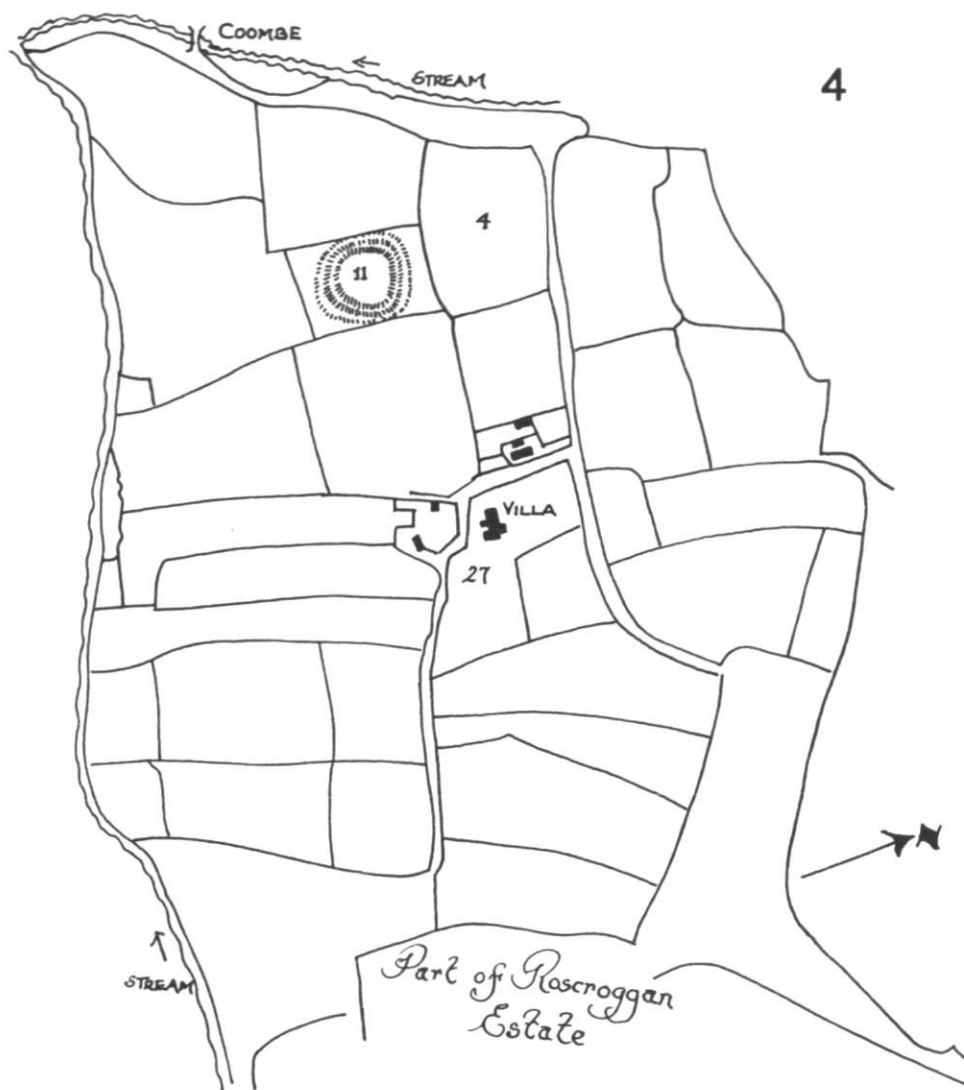 COOMBE
STREAM
4
4
11
VILLA
27
N
STREAM
Part of Roscroggan
Estate